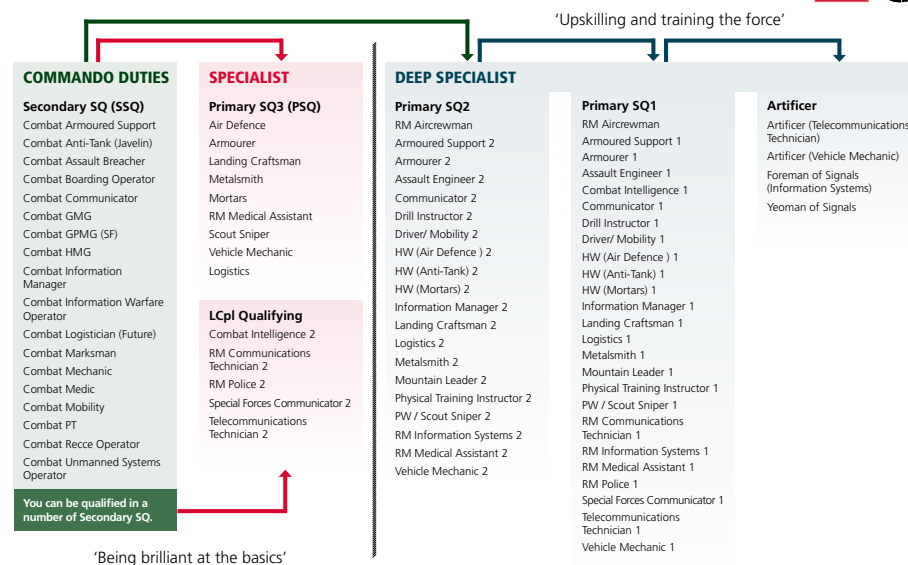 'Upskilling and training the force'
COMMANDO DUTIES
Secondary SQ (SSQ)
Combat Armoured Support
Combat Anti-Tank (Javelin)
Combat Assault Breacher
Combat Boarding Operator
Combat Communicator
Combat GMG
Combat GPMG (SF)
Combat HMG
Combat Information
Manager
Combat Information Warfare
Operator
Combat Logistician (Future)
Combat Marksman
Combat Mechanic
Combat Medic
Combat Mobility
Combat PT
Combat Recce Operator
Combat Unmanned Systems
Operator
You can be qualified in a
number of Secondary SQ.
'Being brilliant at the basics'
SPECIALIST
Primary SQ3 (PSQ)
Air Defence
Armourer
Landing Craftsman
Metalsmith
Mortars
RM Medical Assistant
Scout Sniper
Vehicle Mechanic
Logistics
LCpl Qualifying
Combat Intelligence 2
RM Communications
Technician 2
RM Police 2
Special Forces Communicator 2
Telecommunications
Technician 2
DEEP SPECIALIST
Primary SQ2
RM Aircrewman
Armoured Support 2
Armourer 2
Assault Engineer 2
Communicator 2
Drill Instructor 2
Driver/ Mobility 2
HW (Air Defence ) 2
HW (Anti-Tank) 2
HW (Mortars) 2
Information Manager 2
Landing Craftsman 2
Logistics 2
Metalsmith 2
Mountain Leader 2
Physical Training Instructor 2
PW / Scout Sniper 2
RM Information Systems 2
RM Medical Assistant 2
Vehicle Mechanic 2
Primary SQ1
RM Aircrewman
Armoured Support 1
Armourer 1
Assault Engineer 1
Combat Intelligence 1
Communicator 1
Drill Instructor 1
Driver/ Mobility 1
HW (Air Defence ) 1
HW (Anti-Tank) 1
HW (Mortars) 1
Information Manager 1
Landing Craftsman 1
Logistics 1
Metalsmith 1
Mountain Leader 1
Physical Training Instructor 1
PW / Scout Sniper 1
RM Communications
Technician 1
RM Information Systems 1
RM Medical Assistant 1
RM Police 1
Special Forces Communicator 1
Telecommunications
Technician 1
Vehicle Mechanic 1
Artificer
Artificer (Telecommunications
Technician)
Artificer (Vehicle Mechanic)
Foreman of Signals
(Information Systems)
Yeoman of Signals